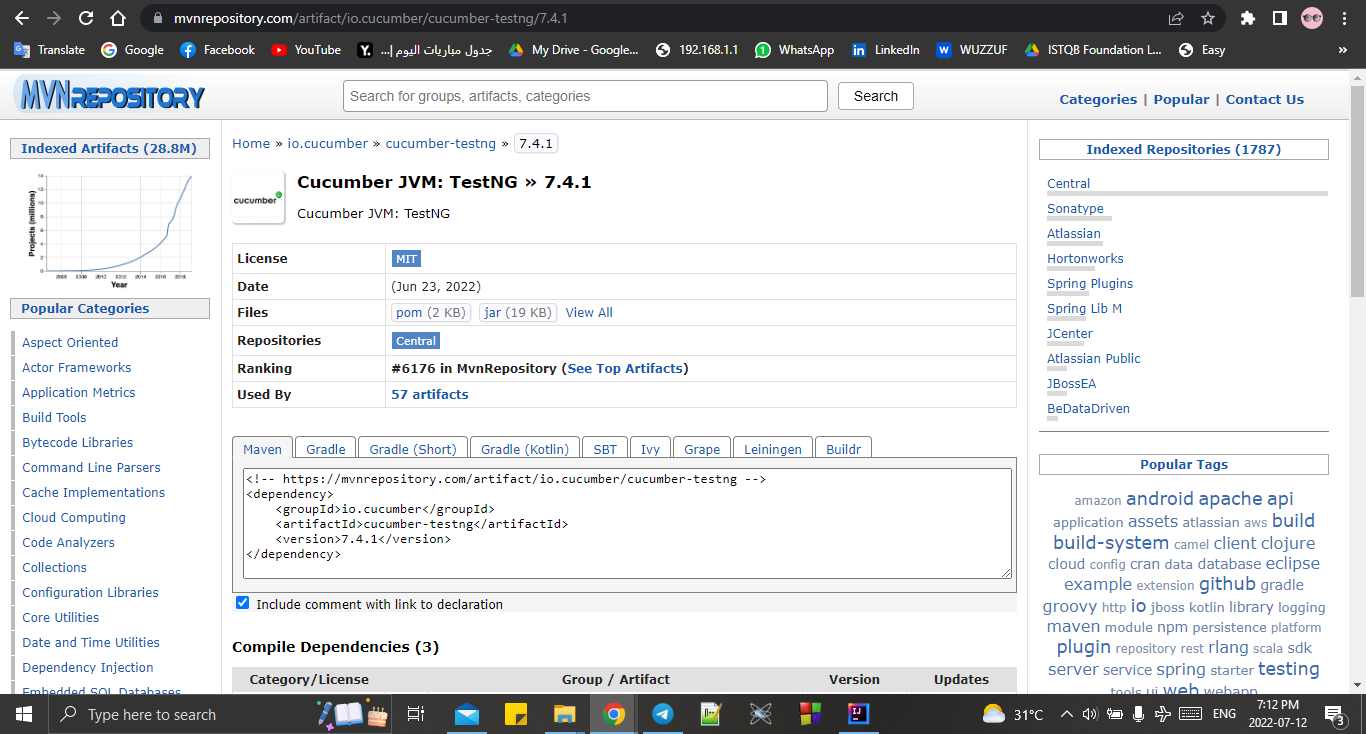 mvnrepository.com/artifact/io.cucumber/cucumber-testng/7.4.1
Translate
Google
Facebook
YouTube
جدول مباريات اليوم |...
My Drive - Google...
192.168.1.1
WhatsApp
LinkedIn
WUZZUF
ISTQB Foundation L...
Easy
»
MVNREPOSITORY
Search for groups, artifacts, categories
Search
Categories | Popular | Contact Us
Indexed Artifacts (28.8M)
Projects (millions)
Year
Popular Categories
Aspect Oriented
Actor Frameworks
Application Metrics
Build Tools
Bytecode Libraries
Command Line Parsers
Cache Implementations
Cloud Computing
Code Analyzers
Collections
Configuration Libraries
Core Utilities
Date and Time Utilities
Dependency Injection
Embedded SQL Databases
Home » io.cucumber » cucumber-testng » 7.4.1
cucumber
Cucumber JVM: TestNG » 7.4.1
Cucumber JVM: TestNG
License MIT
Date (Jun 23, 2022)
Files pom (2 KB) jar (19 KB) View All
Repositories Central
Ranking #6176 in MvnRepository (See Top Artifacts)
Used By 57 artifacts
Maven Gradle Gradle (Short) Gradle (Kotlin) SBT Ivy Grape Leiningen Buildr
<!-- https://mvnrepository.com/artifact/io.cucumber/cucumber-testng -->
<dependency>
    <groupId>io.cucumber</groupId>
    <artifactId>cucumber-testng</artifactId>
    <version>7.4.1</version>
</dependency>
Include comment with link to declaration
Compile Dependencies (3)
Category/License Group / Artifact Version Updates
Indexed Repositories (1787)
Central
Sonatype
Atlassian
Hortonworks
Spring Plugins
Spring Lib M
JCenter
Atlassian Public
JBossEA
BeDataDriven
Popular Tags
amazon android apache api
application assets atlassian aws build
build-system camel client clojure
cloud config cran data database eclipse
example extension github gradle
groovy http io jboss kotlin library logging
maven module npm persistence platform
plugin repository rest rlang scala sdk
server service spring starter testing
tools ui web webapp
Type here to search
31°C
ENG
7:12 PM
2022-07-12
3